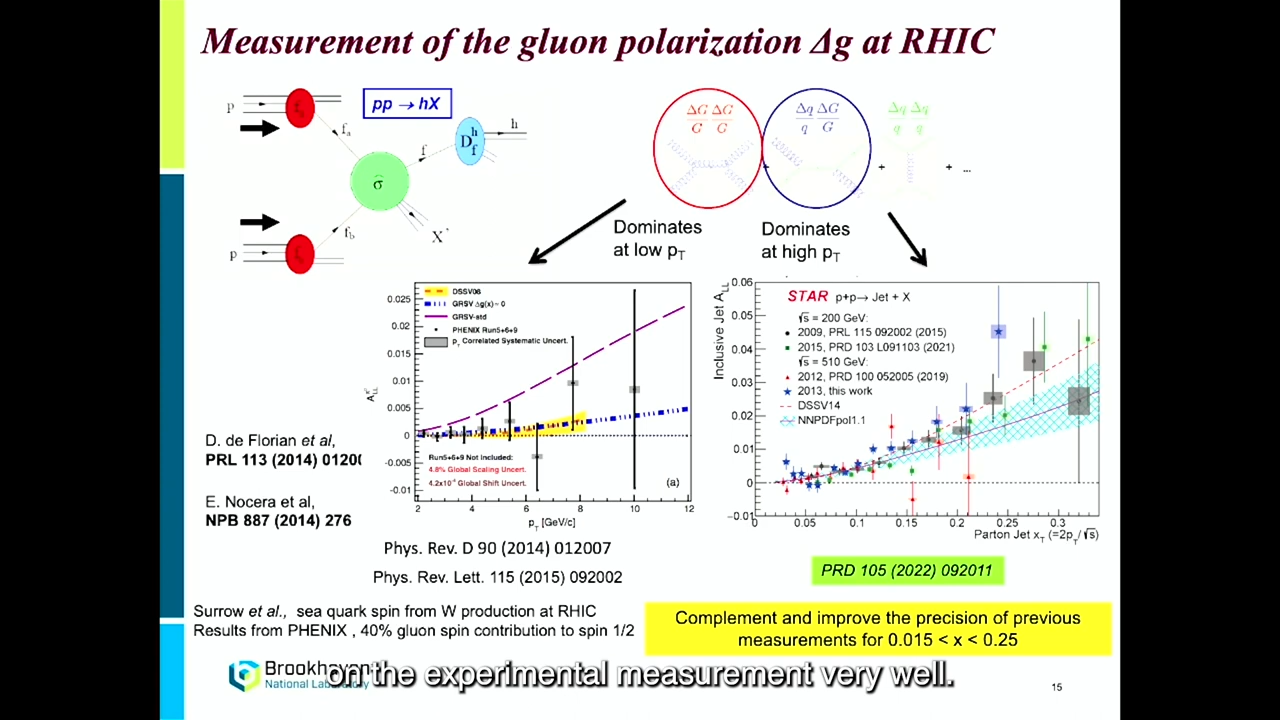 Measurement of the gluon polarization Δg at RHIC
pp → hX
p
f_a
f
D_f^h
h
σ̂
f_b
X'
p
ΔG/G ΔG/G
+
Δq/q ΔG/G
+
Δq/q Δq/q
+ ...
Dominates
at low pT
Dominates
at high pT
DSSV08
GRSV Δg(x) ~ 0
GRSV-std
PHENIX Run5+6+9
pT Correlated Systematic Uncert.
0.025
0.02
0.015
0.01
0.005
0
-0.005
-0.01
Run5+6+9 Not Included:
4.8% Global Scaling Uncert.
4.2x10⁻⁴ Global Shift Uncert.
(a)
2 4 6 8 10 12
pT [GeV/c]
Inclusive Jet A_LL
0.06
0.05
0.04
0.03
0.02
0.01
0
−0.01
STAR p+p→ Jet + X
√s = 200 GeV:
2009, PRL 115 092002 (2015)
2015, PRD 103 L091103 (2021)
√s = 510 GeV:
2012, PRD 100 052005 (2019)
2013, this work
DSSV14
NNPDFpol1.1
0 0.05 0.1 0.15 0.2 0.25 0.3
Parton Jet xT (=2pT/√s)
D. de Florian et al,
PRL 113 (2014) 0120
E. Nocera et al,
NPB 887 (2014) 276
Phys. Rev. D 90 (2014) 012007
Phys. Rev. Lett. 115 (2015) 092002
PRD 105 (2022) 092011
Surrow et al., sea quark spin from W production at RHIC
Results from PHENIX , 40% gluon spin contribution to spin 1/2
Complement and improve the precision of previous
measurements for 0.015 < x < 0.25
Brookhaven
National Laboratory
on the experimental measurement very well.
15